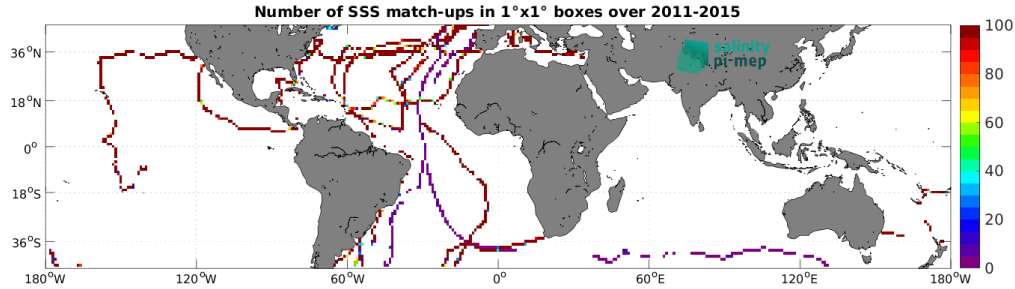 Number of SSS match-ups in 1°x1° boxes over 2011-2015
salinity
pi-mep
36°N
18°N
0°
18°S
36°S
180°W
120°W
60°W
0°
60°E
120°E
180°W
100
80
60
40
20
0